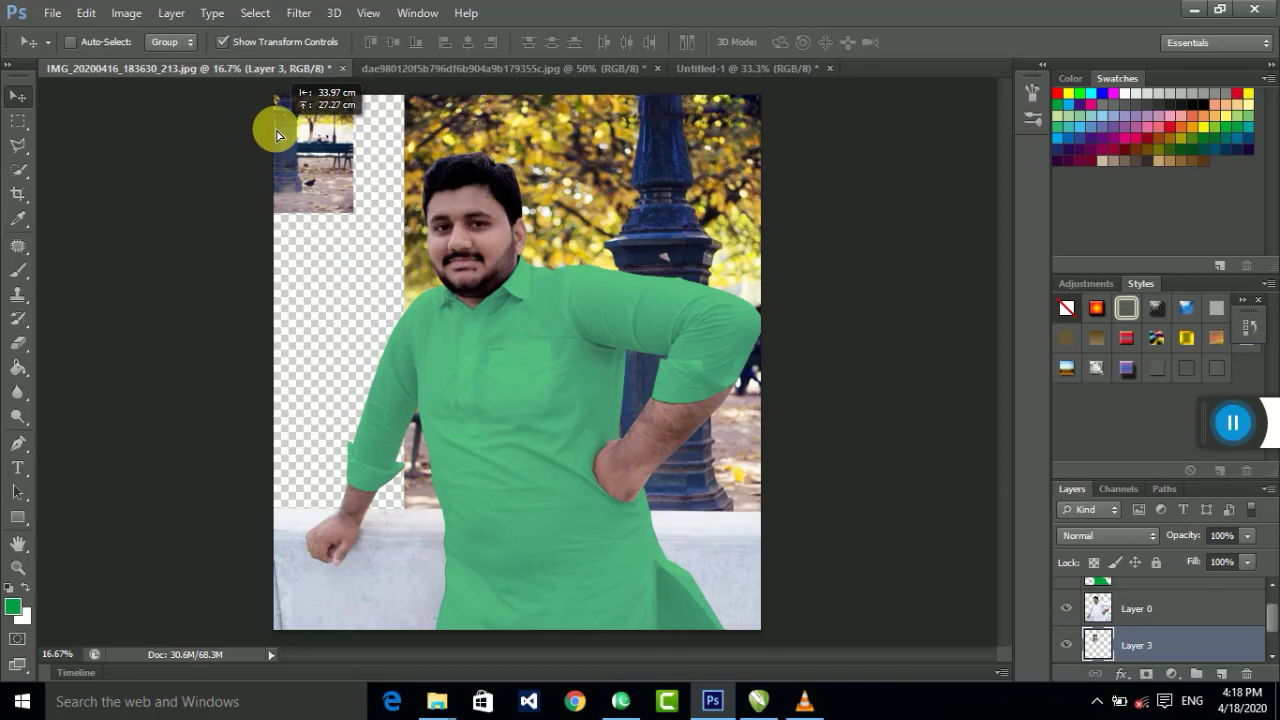 Ps File Edit Image Layer Type Select Filter 3D View Window Help
Auto-Select: Group Show Transform Controls 3D Mode: Essentials
IMG_20200416_183630_213.jpg @ 16.7% (Layer 3, RGB/8) * × dae980120f5b796df6b904a9b179355c.jpg @ 50% (RGB/8) * × Untitled-1 @ 33.3% (RGB/8) * ×
33.97 cm
27.27 cm
Color Swatches
Adjustments Styles
Layers Channels Paths
Kind
Normal Opacity: 100%
Lock: Fill: 100%
Layer 0
Layer 3
16.67% Doc: 30.6M/68.3M
Timeline
Search the web and Windows
ENG
4:18 PM
4/18/2020